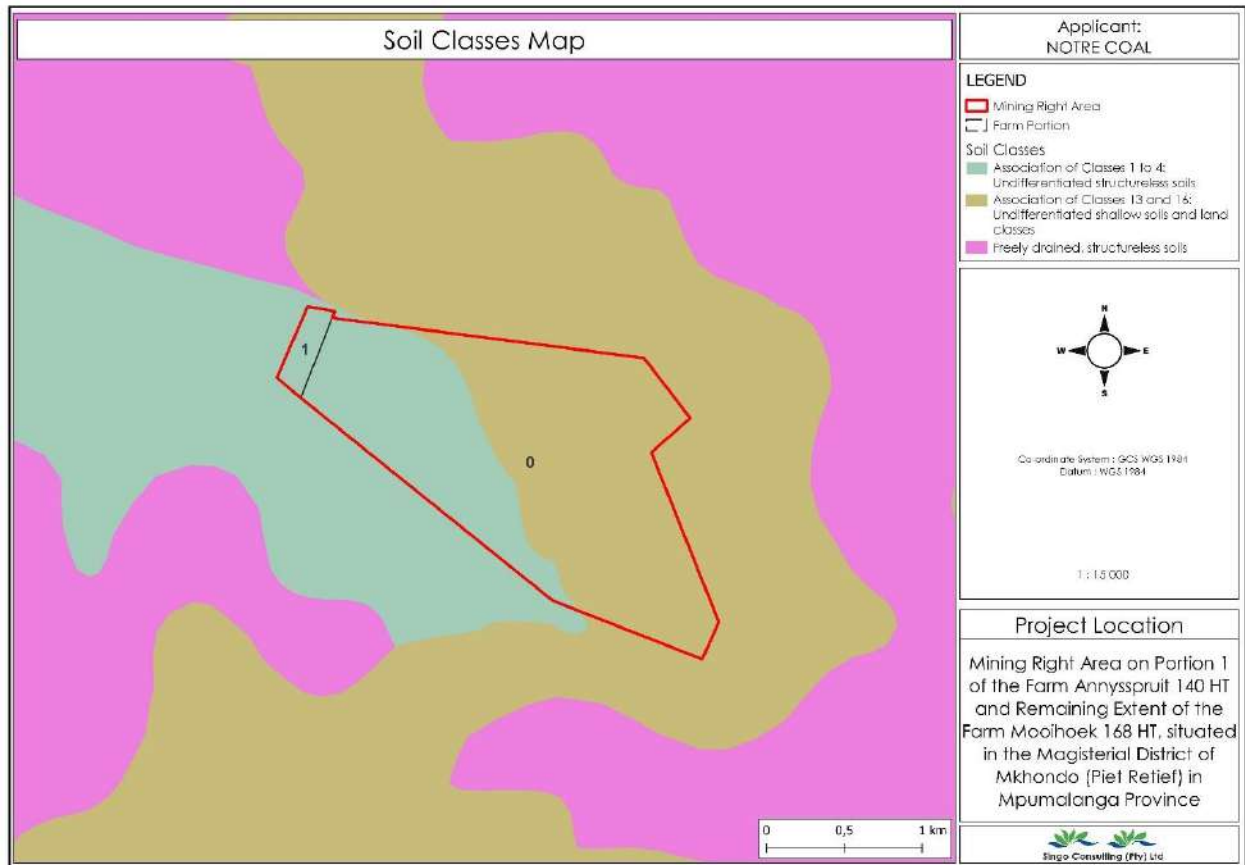 Soil Classes Map
1
0
0 0,5 1 km
Applicant:
NOTRE COAL
LEGEND
Mining Right Area
Farm Portion
Soil Classes
Association of Classes 1 to 4:
Undifferentiated structureless soils
Association of Classes 13 and 16:
Undifferentiated shallow soils and land
classes
Freely drained, structureless soils
N
W E
S
Co-ordinate System : GCS WGS 1984
Datum : WGS 1984
1 : 15 000
Project Location
Mining Right Area on Portion 1
of the Farm Annysspruit 140 HT
and Remaining Extent of the
Farm Mooihoek 168 HT, situated
in the Magisterial District of
Mkhondo (Piet Retief) in
Mpumalanga Province
Singo Consulting (Pty) Ltd